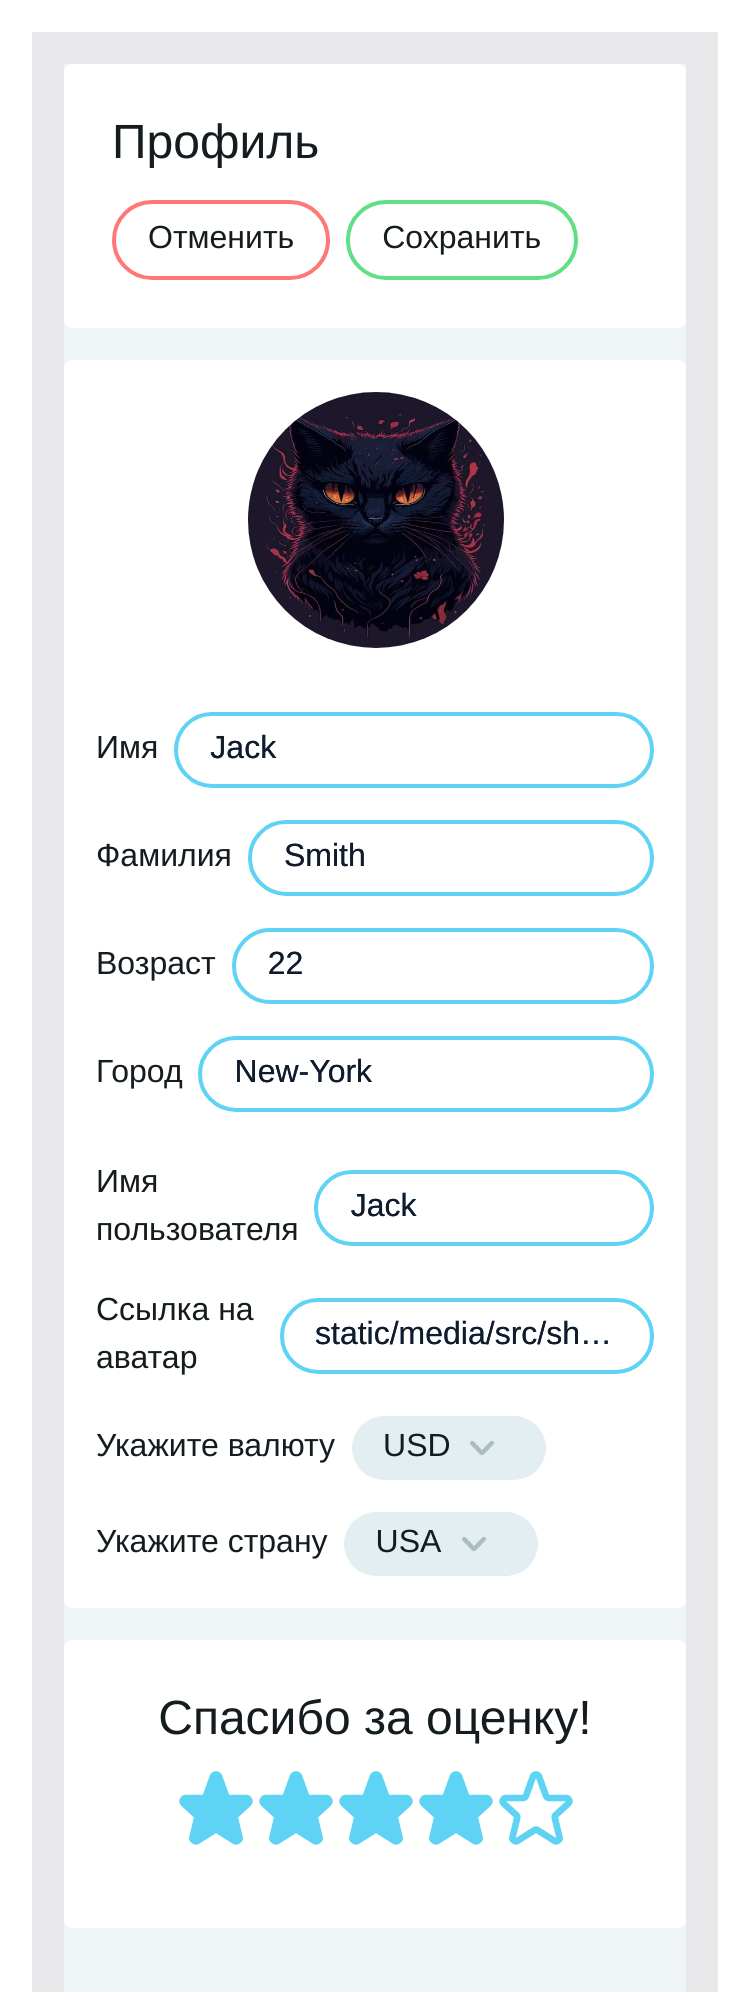 Профиль
Отменить Сохранить
Имя Jack
Фамилия Smith
Возраст 22
Город New-York
Имя
пользователя Jack
Ссылка на
аватар static/media/src/sh…
Укажите валюту USD
Укажите страну USA
Спасибо за оценку!